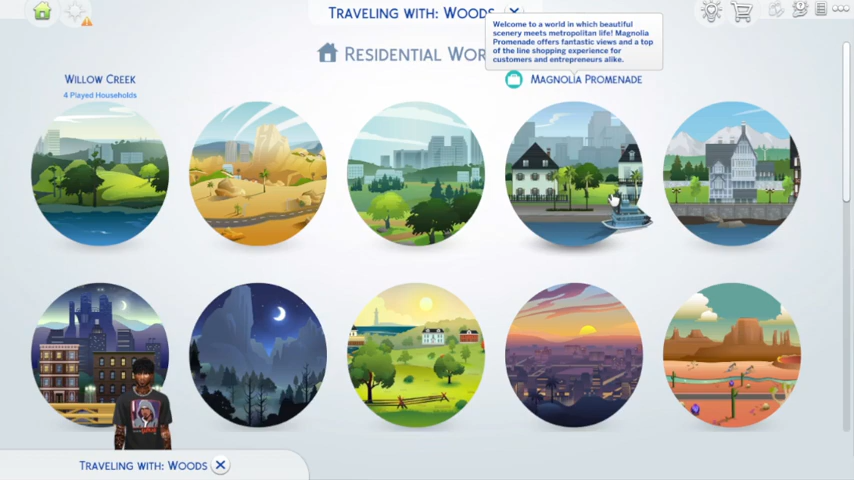 TRAVELING WITH: WOODS
Welcome to a world in which beautiful
scenery meets metropolitan life! Magnolia
Promenade offers fantastic views and a top
of the line shopping experience for
customers and entrepreneurs alike.
RESIDENTIAL WOR
WILLOW CREEK
4 Played Households
MAGNOLIA PROMENADE
TRAVELING WITH: WOODS